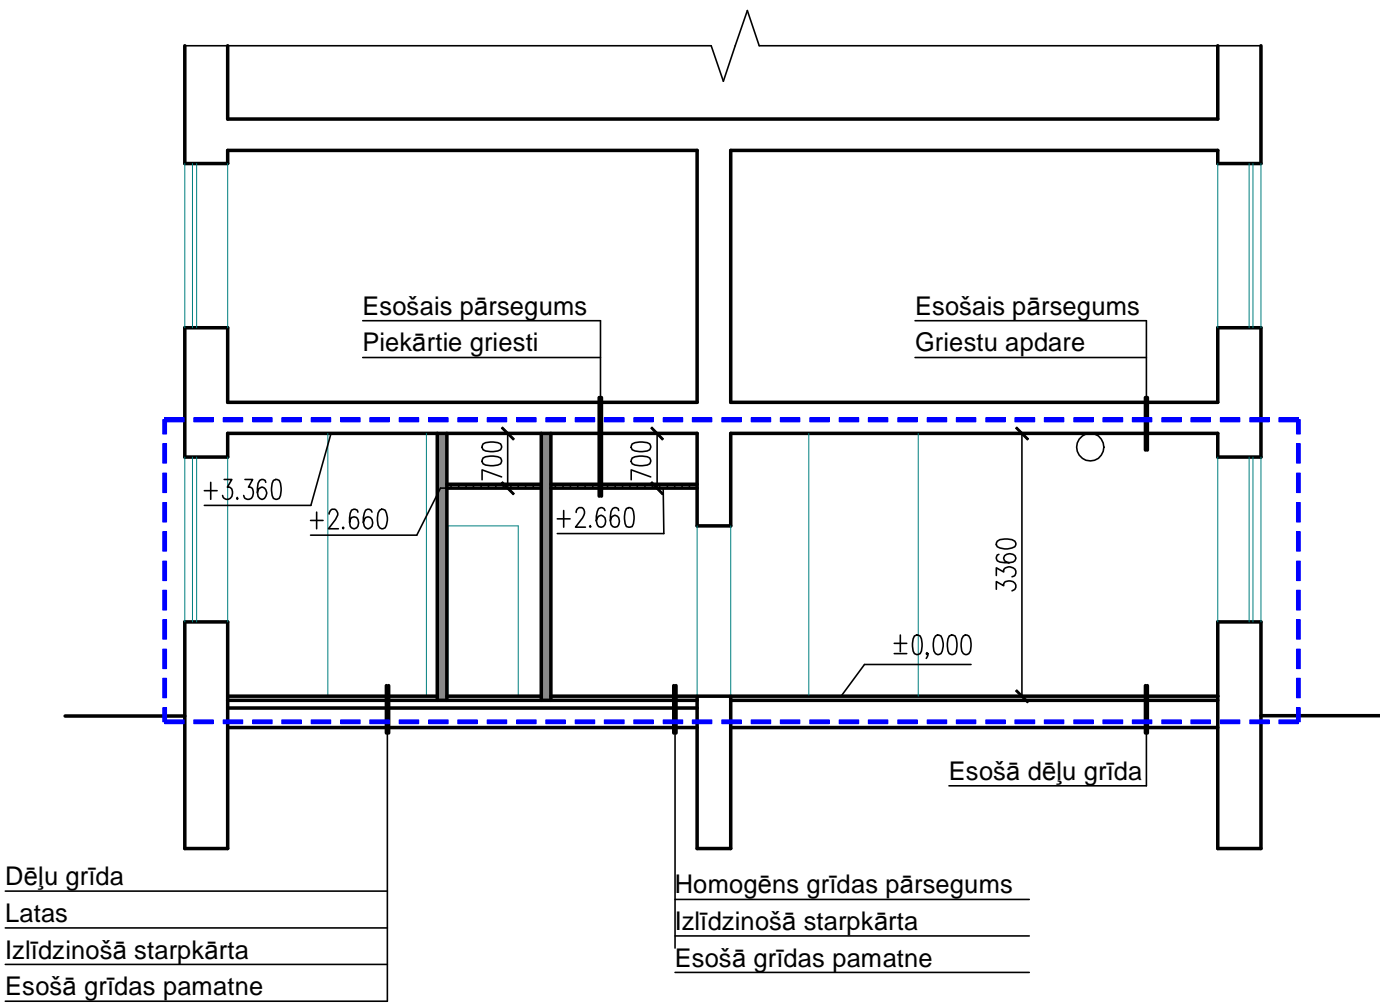 Esošais pārsegums
Piekārtie griesti
Esošais pārsegums
Griestu apdare
700
700
+3.360
+2.660
+2.660
3360
±0,000
Esošā dēļu grīda
Dēļu grīda
Latas
Izlīdzinošā starpkārta
Esošā grīdas pamatne
Homogēns grīdas pārsegums
Izlīdzinošā starpkārta
Esošā grīdas pamatne